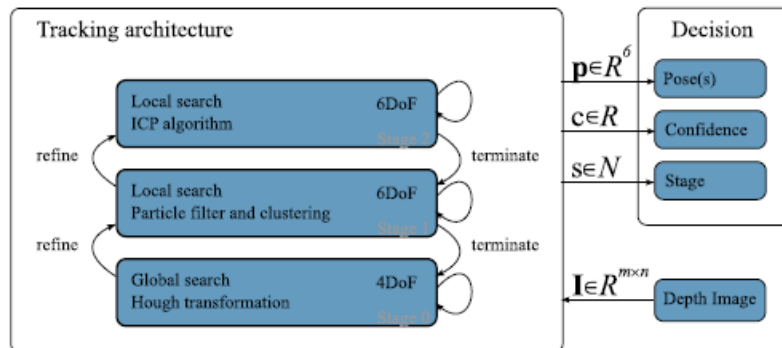 Tracking architecture
Local search 6DoF
ICP algorithm
Stage 2
refine
terminate
Local search 6DoF
Particle filter and clustering
Stage 1
refine
terminate
Global search 4DoF
Hough transformation
Stage 0
p∈R⁶
c∈R
s∈N
I∈Rᵐ×ⁿ
Decision
Pose(s)
Confidence
Stage
Depth Image